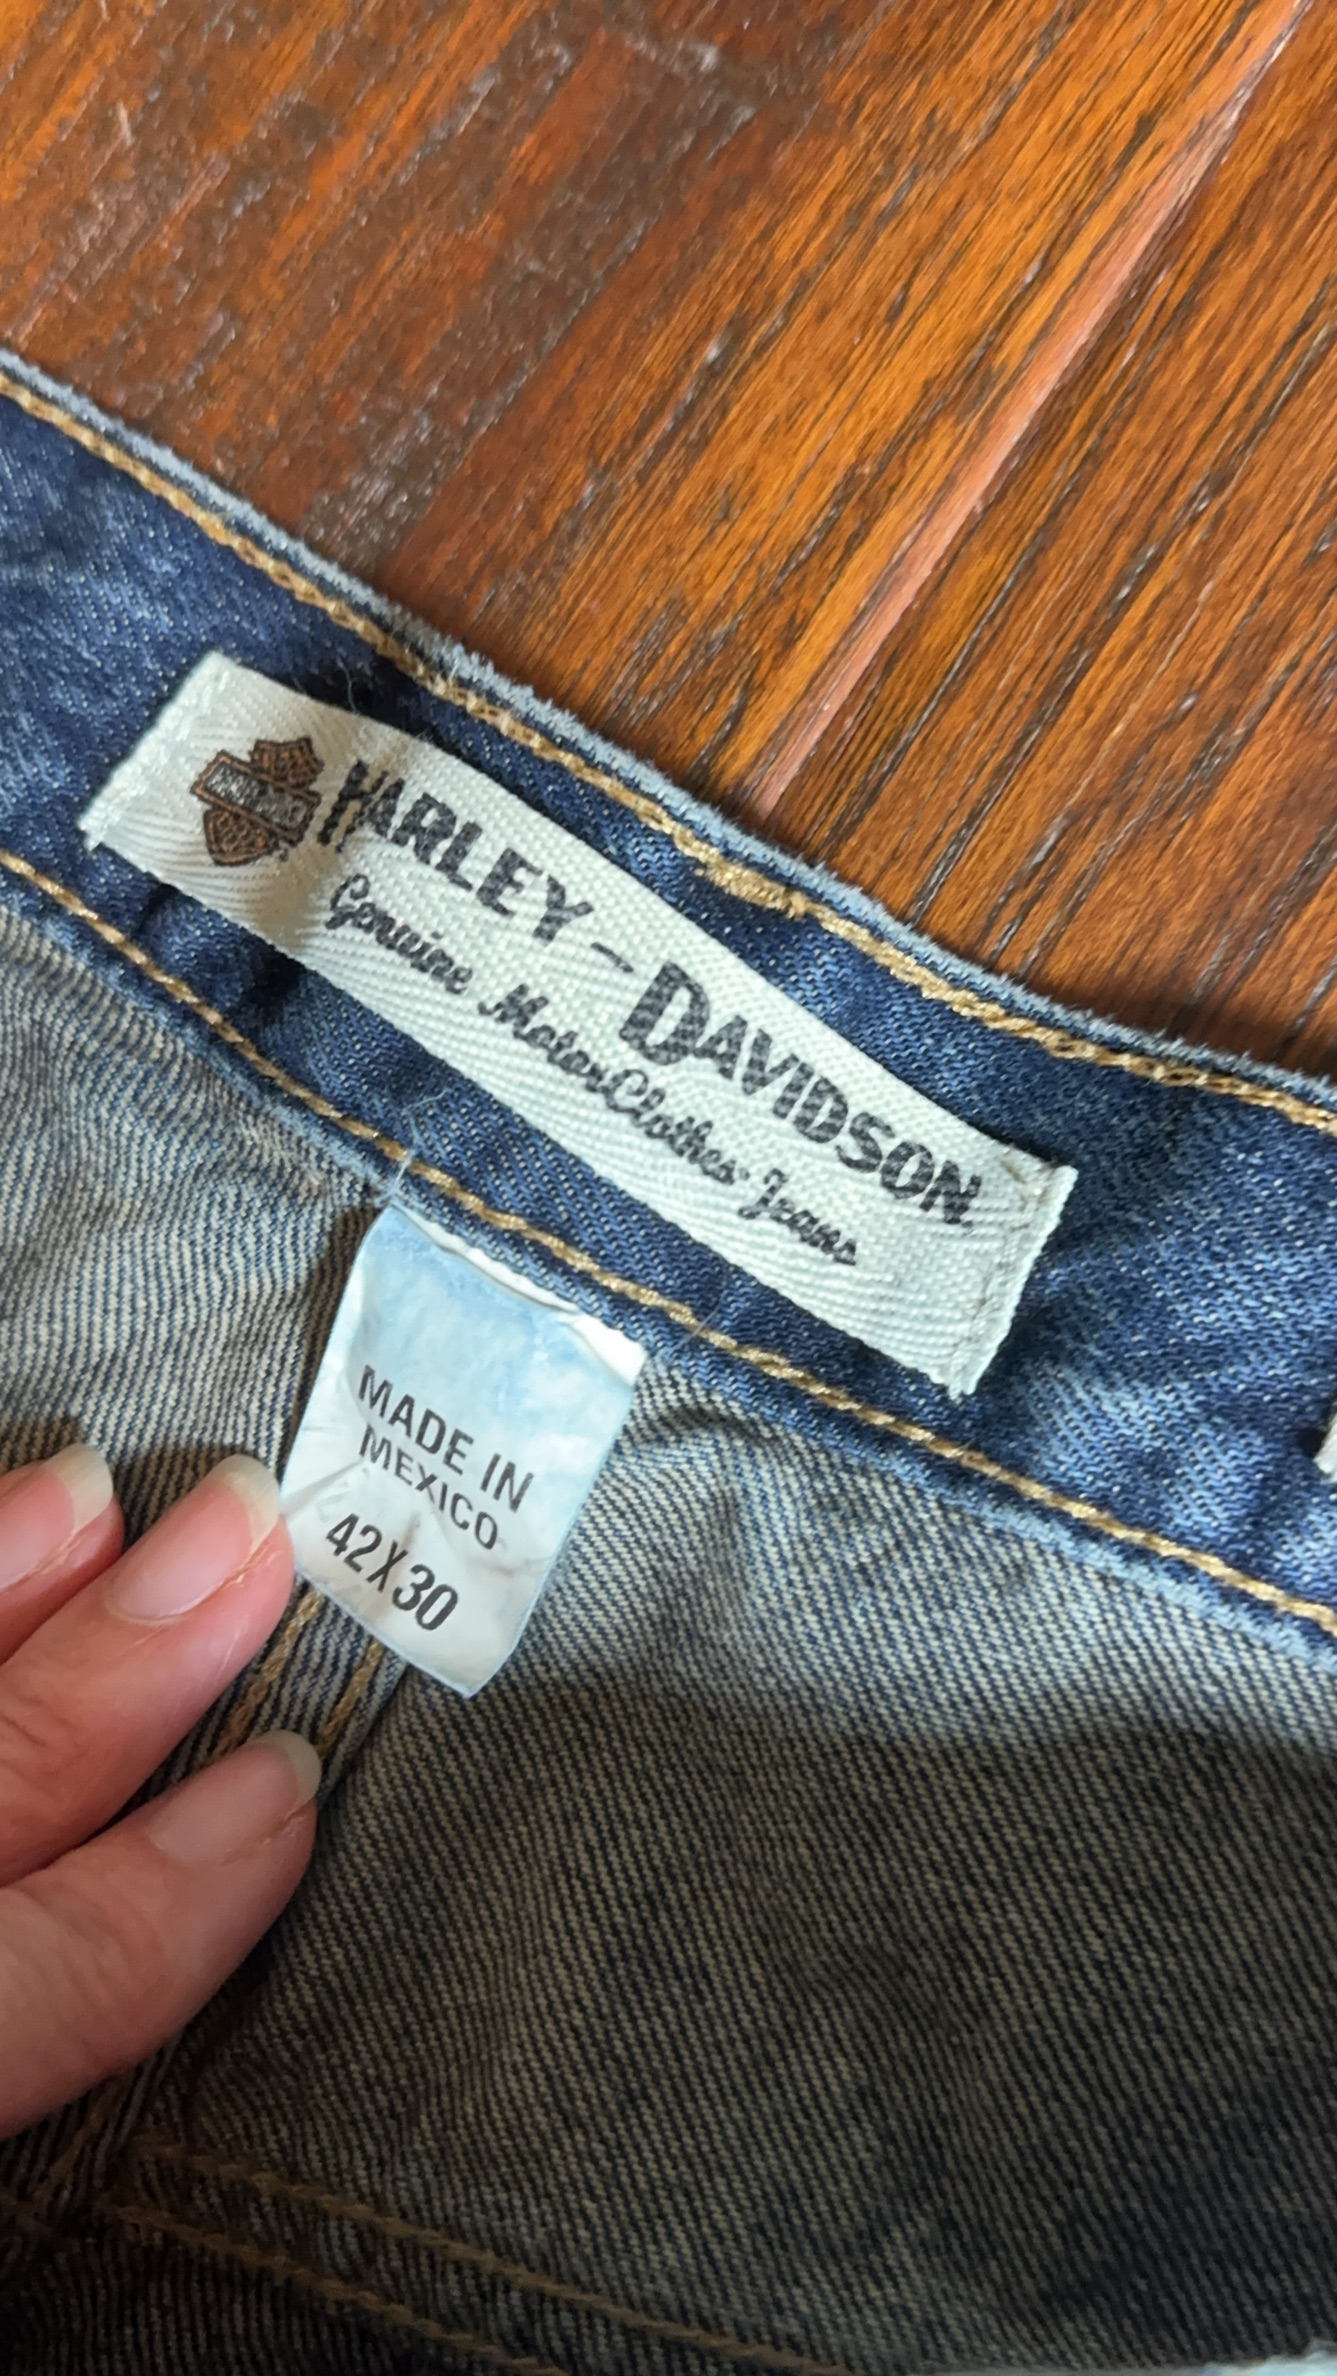 HARLEY-DAVIDSON
Genuine MotorClothes Jeans
MADE IN
MEXICO
42X30